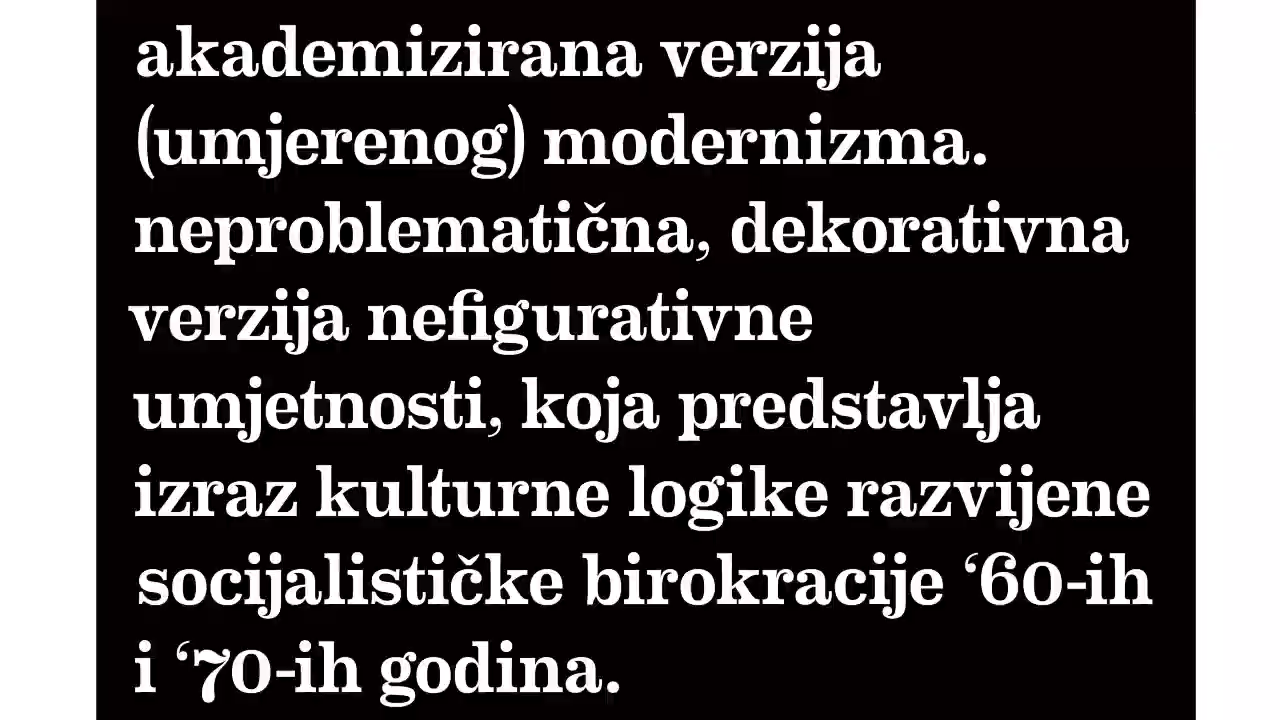 akademizirana verzija
(umjerenog) modernizma.
neproblematična, dekorativna
verzija nefigurativne
umjetnosti, koja predstavlja
izraz kulturne logike razvijene
socijalističke birokracije ‘60-ih
i ‘70-ih godina.